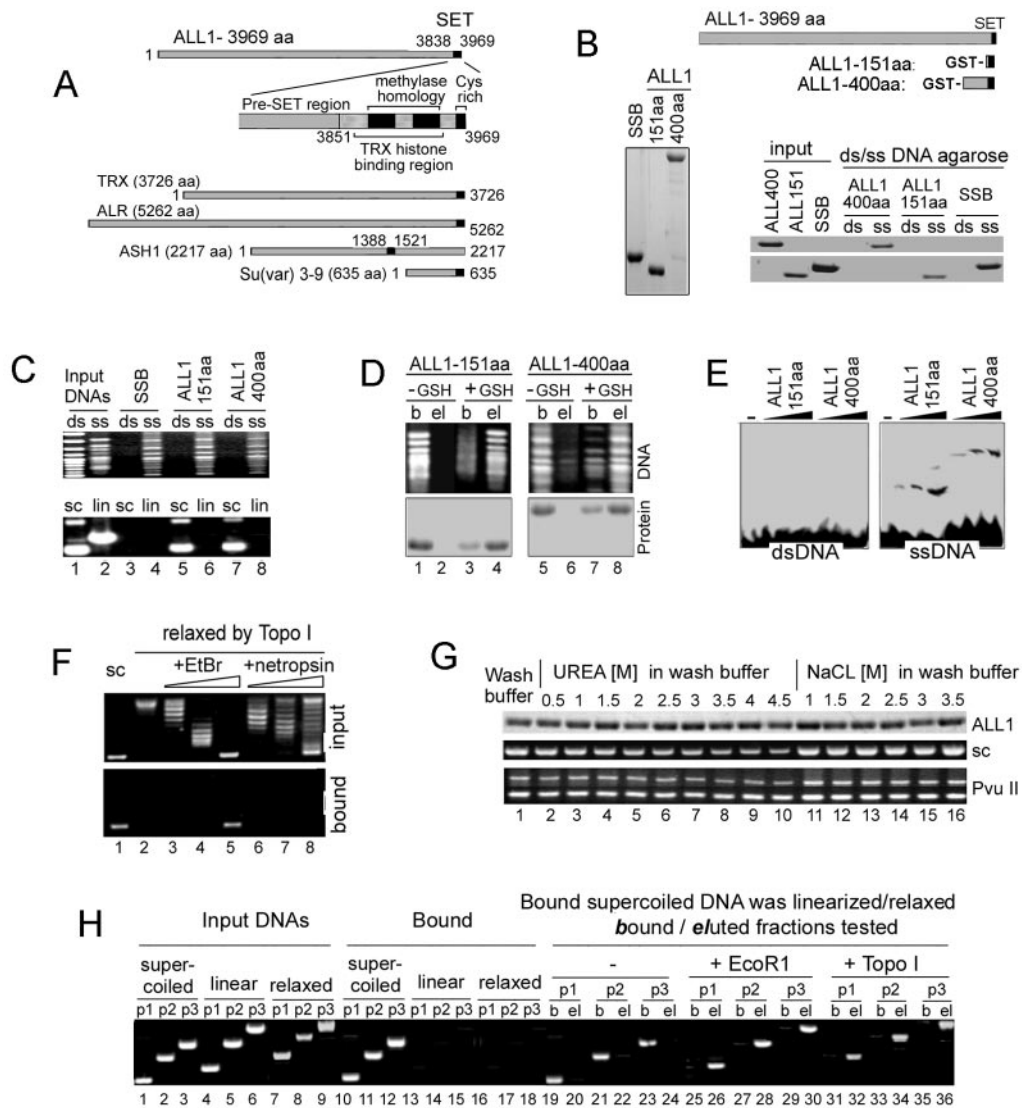 A
ALL1- 3969 aa
SET
1
3838
3969
Pre-SET region
methylase
homology
Cys
rich
3851
3969
TRX histone
binding region
TRX (3726 aa)
1
3726
ALR (5262 aa)
5262
ASH1 (2217 aa) 1
1388
1521
2217
Su(var) 3-9 (635 aa) 1
635
B
ALL1- 3969 aa
SET
ALL1-151aa: GST-
ALL1-400aa: GST-
ALL1
SSB
151aa
400aa
input
ds/ss DNA agarose
ALL400
ALL151
SSB
ALL1
400aa
ALL1
151aa
SSB
ds ss ds ss ds ss
C
Input
DNAs
SSB
ALL1
151aa
ALL1
400aa
ds ss ds ss ds ss ds ss
sc lin sc lin sc lin sc lin
1 2 3 4 5 6 7 8
D
ALL1-151aa ALL1-400aa
-GSH +GSH -GSH +GSH
b el b el b el b el
DNA
Protein
1 2 3 4 5 6 7 8
E
- ALL1
151aa
ALL1
400aa
- ALL1
151aa
ALL1
400aa
dsDNA
ssDNA
F
relaxed by Topo I
sc
+EtBr
+netropsin
input
bound
1 2 3 4 5 6 7 8
G
Wash
buffer
UREA [M] in wash buffer
NaCL [M] in wash buffer
0.5 1 1.5 2 2.5 3 3.5 4 4.5 1 1.5 2 2.5 3 3.5
ALL1
sc
Pvu II
1 2 3 4 5 6 7 8 9 10 11 12 13 14 15 16
H
Input DNAs
Bound
Bound supercoiled DNA was linearized/relaxed
bound / eluted fractions tested
super-
coiled
linear
relaxed
super-
coiled
linear
relaxed
-
+ EcoR1
+ Topo I
p1 p2 p3 p1 p2 p3 p1 p2 p3 p1 p2 p3 p1 p2 p3 p1 p2 p3
p1 p2 p3 p1 p2 p3 p1 p2 p3
b el b el b el b el b el b el b el b el b el
1 2 3 4 5 6 7 8 9 10 11 12 13 14 15 16 17 18 19 20 21 22 23 24 25 26 27 28 29 30 31 32 33 34 35 36